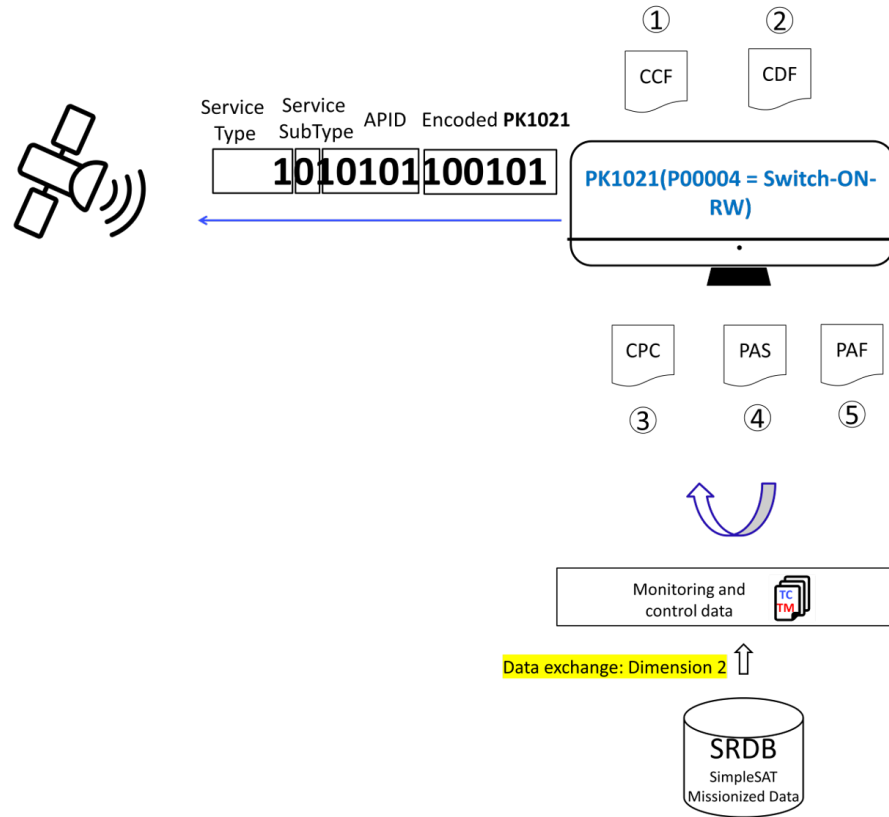 ① ②
CCF CDF
Service Type
Service SubType
APID
Encoded PK1021
1010101100101
PK1021(P00004 = Switch-ON-
RW)
CPC PAS PAF
③ ④ ⑤
Monitoring and
control data
TC
TM
Data exchange: Dimension 2
SRDB
SimpleSAT
Missionized Data